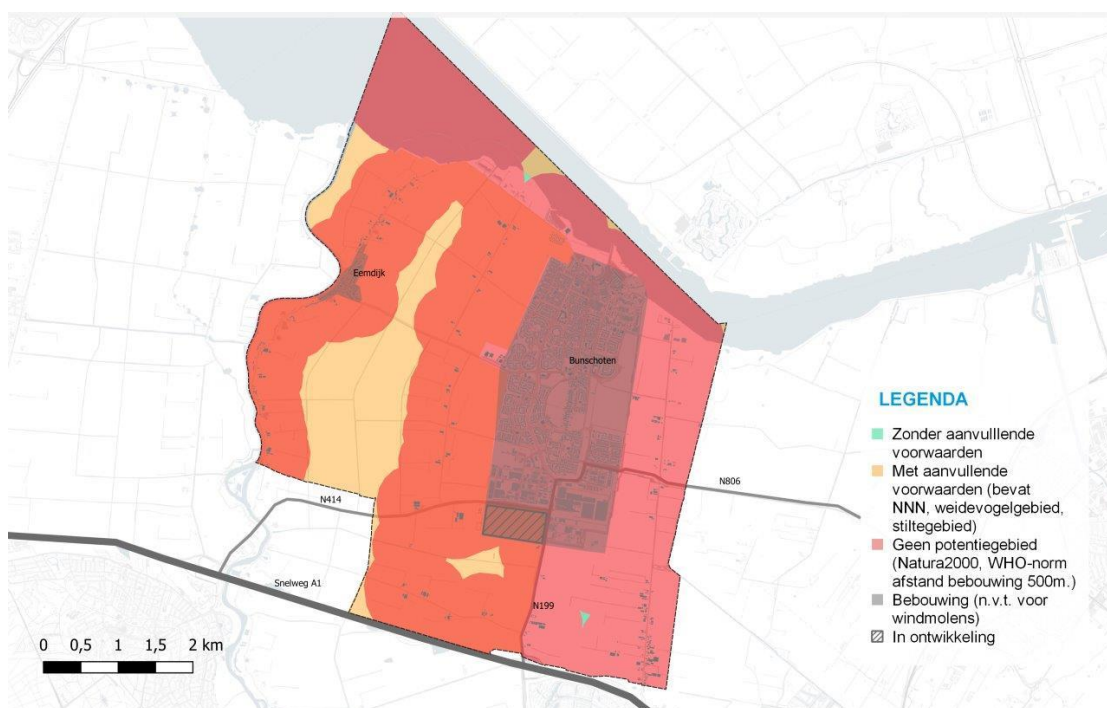 Eemdijk
Bunschoten
N414
N806
Snelweg A1
N199
0 0,5 1 1,5 2 km
LEGENDA
Zonder aanvulllende
voorwaarden
Met aanvullende
voorwaarden (bevat
NNN, weidevogelgebied,
stiltegebied)
Geen potentiegebied
(Natura2000, WHO-norm
afstand bebouwing 500m.)
Bebouwing (n.v.t. voor
windmolens)
In ontwikkeling